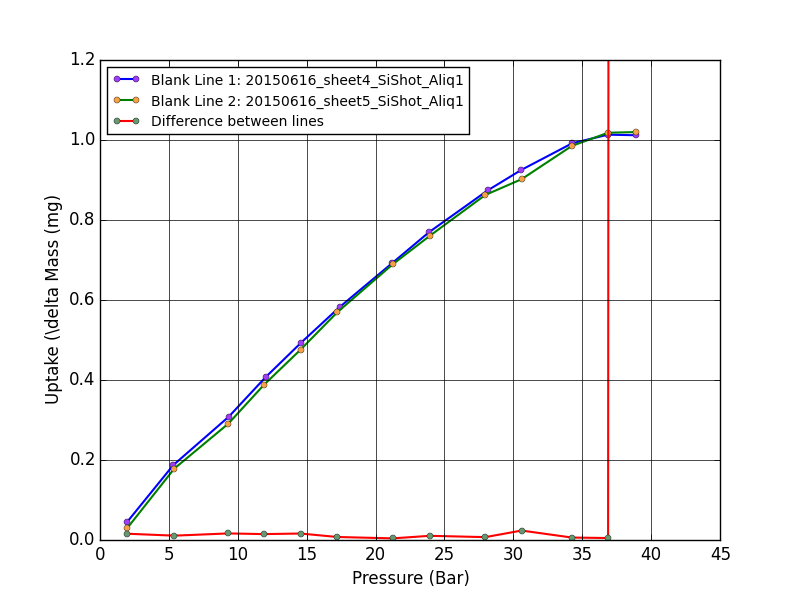 1.2
1.0
0.8
0.6
0.4
0.2
0.0
Uptake (\delta Mass (mg)
Blank Line 1: 20150616_sheet4_SiShot_Aliq1
Blank Line 2: 20150616_sheet5_SiShot_Aliq1
Difference between lines
0 5 10 15 20 25 30 35 40 45
Pressure (Bar)